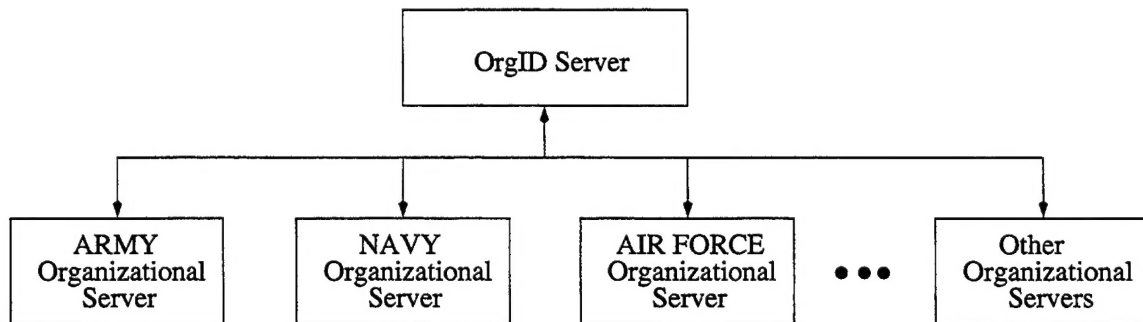 OrgID Server
ARMY
Organizational
Server
NAVY
Organizational
Server
AIR FORCE
Organizational
Server
Other
Organizational
Servers